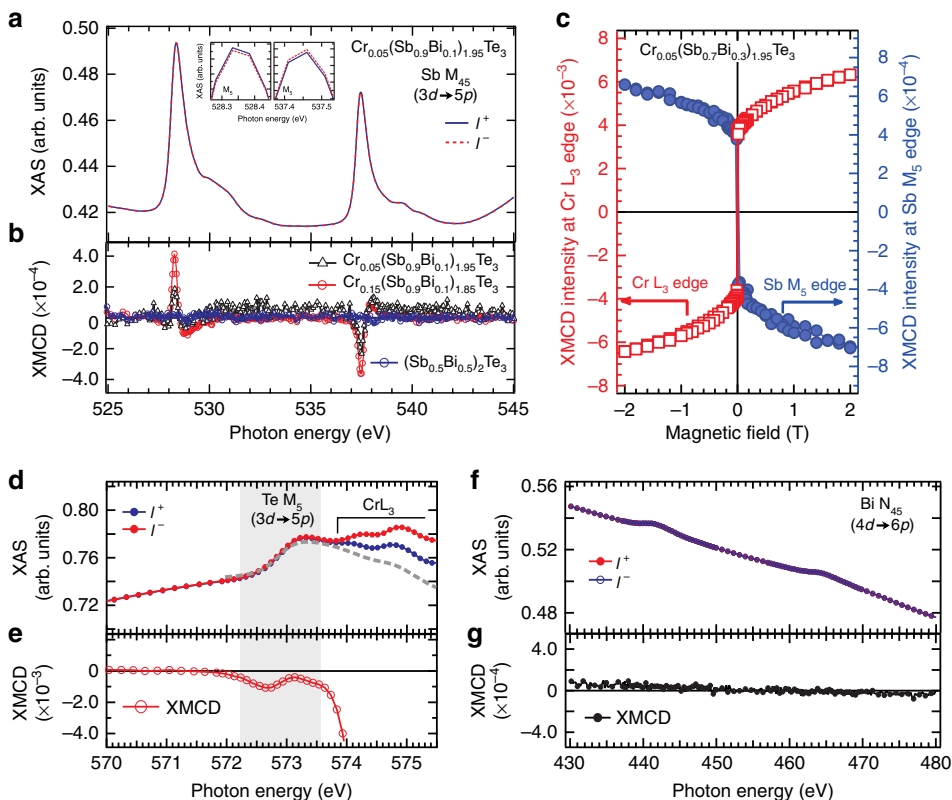 a
0.50
0.48
0.46
0.44
0.42
XAS (arb. units)
Cr0.05(Sb0.9Bi0.1)1.95Te3
Sb M45
(3d→5p)
I+
I−
XAS (arb. units)
M5
M5
528.3 528.4 537.4 537.5
Photon energy (eV)
b
4.0
2.0
0
−2.0
−4.0
XMCD (×10−4)
Cr0.05(Sb0.9Bi0.1)1.95Te3
Cr0.15(Sb0.9Bi0.1)1.85Te3
(Sb0.5Bi0.5)2Te3
525 530 535 540 545
Photon energy (eV)
c
Cr0.05(Sb0.7Bi0.3)1.95Te3
XMCD intensity at Cr L3 edge (×10−3)
8
6
4
2
0
−2
−4
−6
−8
XMCD intensity at Sb M5 edge (×10−4)
8
6
4
2
0
−2
−4
−6
−8
Cr L3 edge
Sb M5 edge
−2 −1 0 1 2
Magnetic field (T)
d
XAS
(arb. units)
0.80
0.76
0.72
I+
I−
Te M5
(3d→5p)
CrL3
e
XMCD
(×10−3)
0
−2
−4
XMCD
570 571 572 573 574 575
Photon energy (eV)
f
XAS
(arb. units)
0.56
0.52
0.48
Bi N45
(4d→6p)
I+
I−
g
XMCD
(×10−4)
4.0
0
−4.0
XMCD
430 440 450 460 470 480
Photon energy (eV)